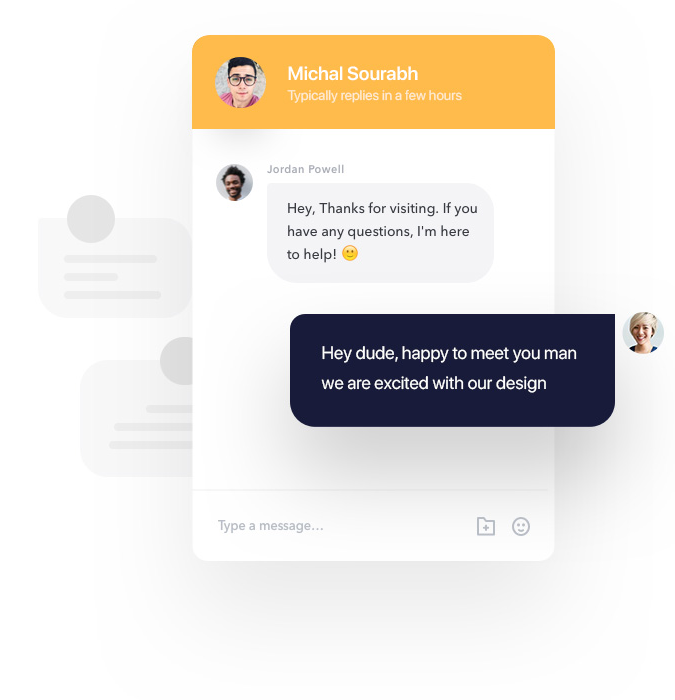 Michal Sourabh
Typically replies in a few hours
Jordan Powell
Hey, Thanks for visiting. If you
have any questions, I'm here
to help! 🙂
Hey dude, happy to meet you man
we are excited with our design
Type a message...